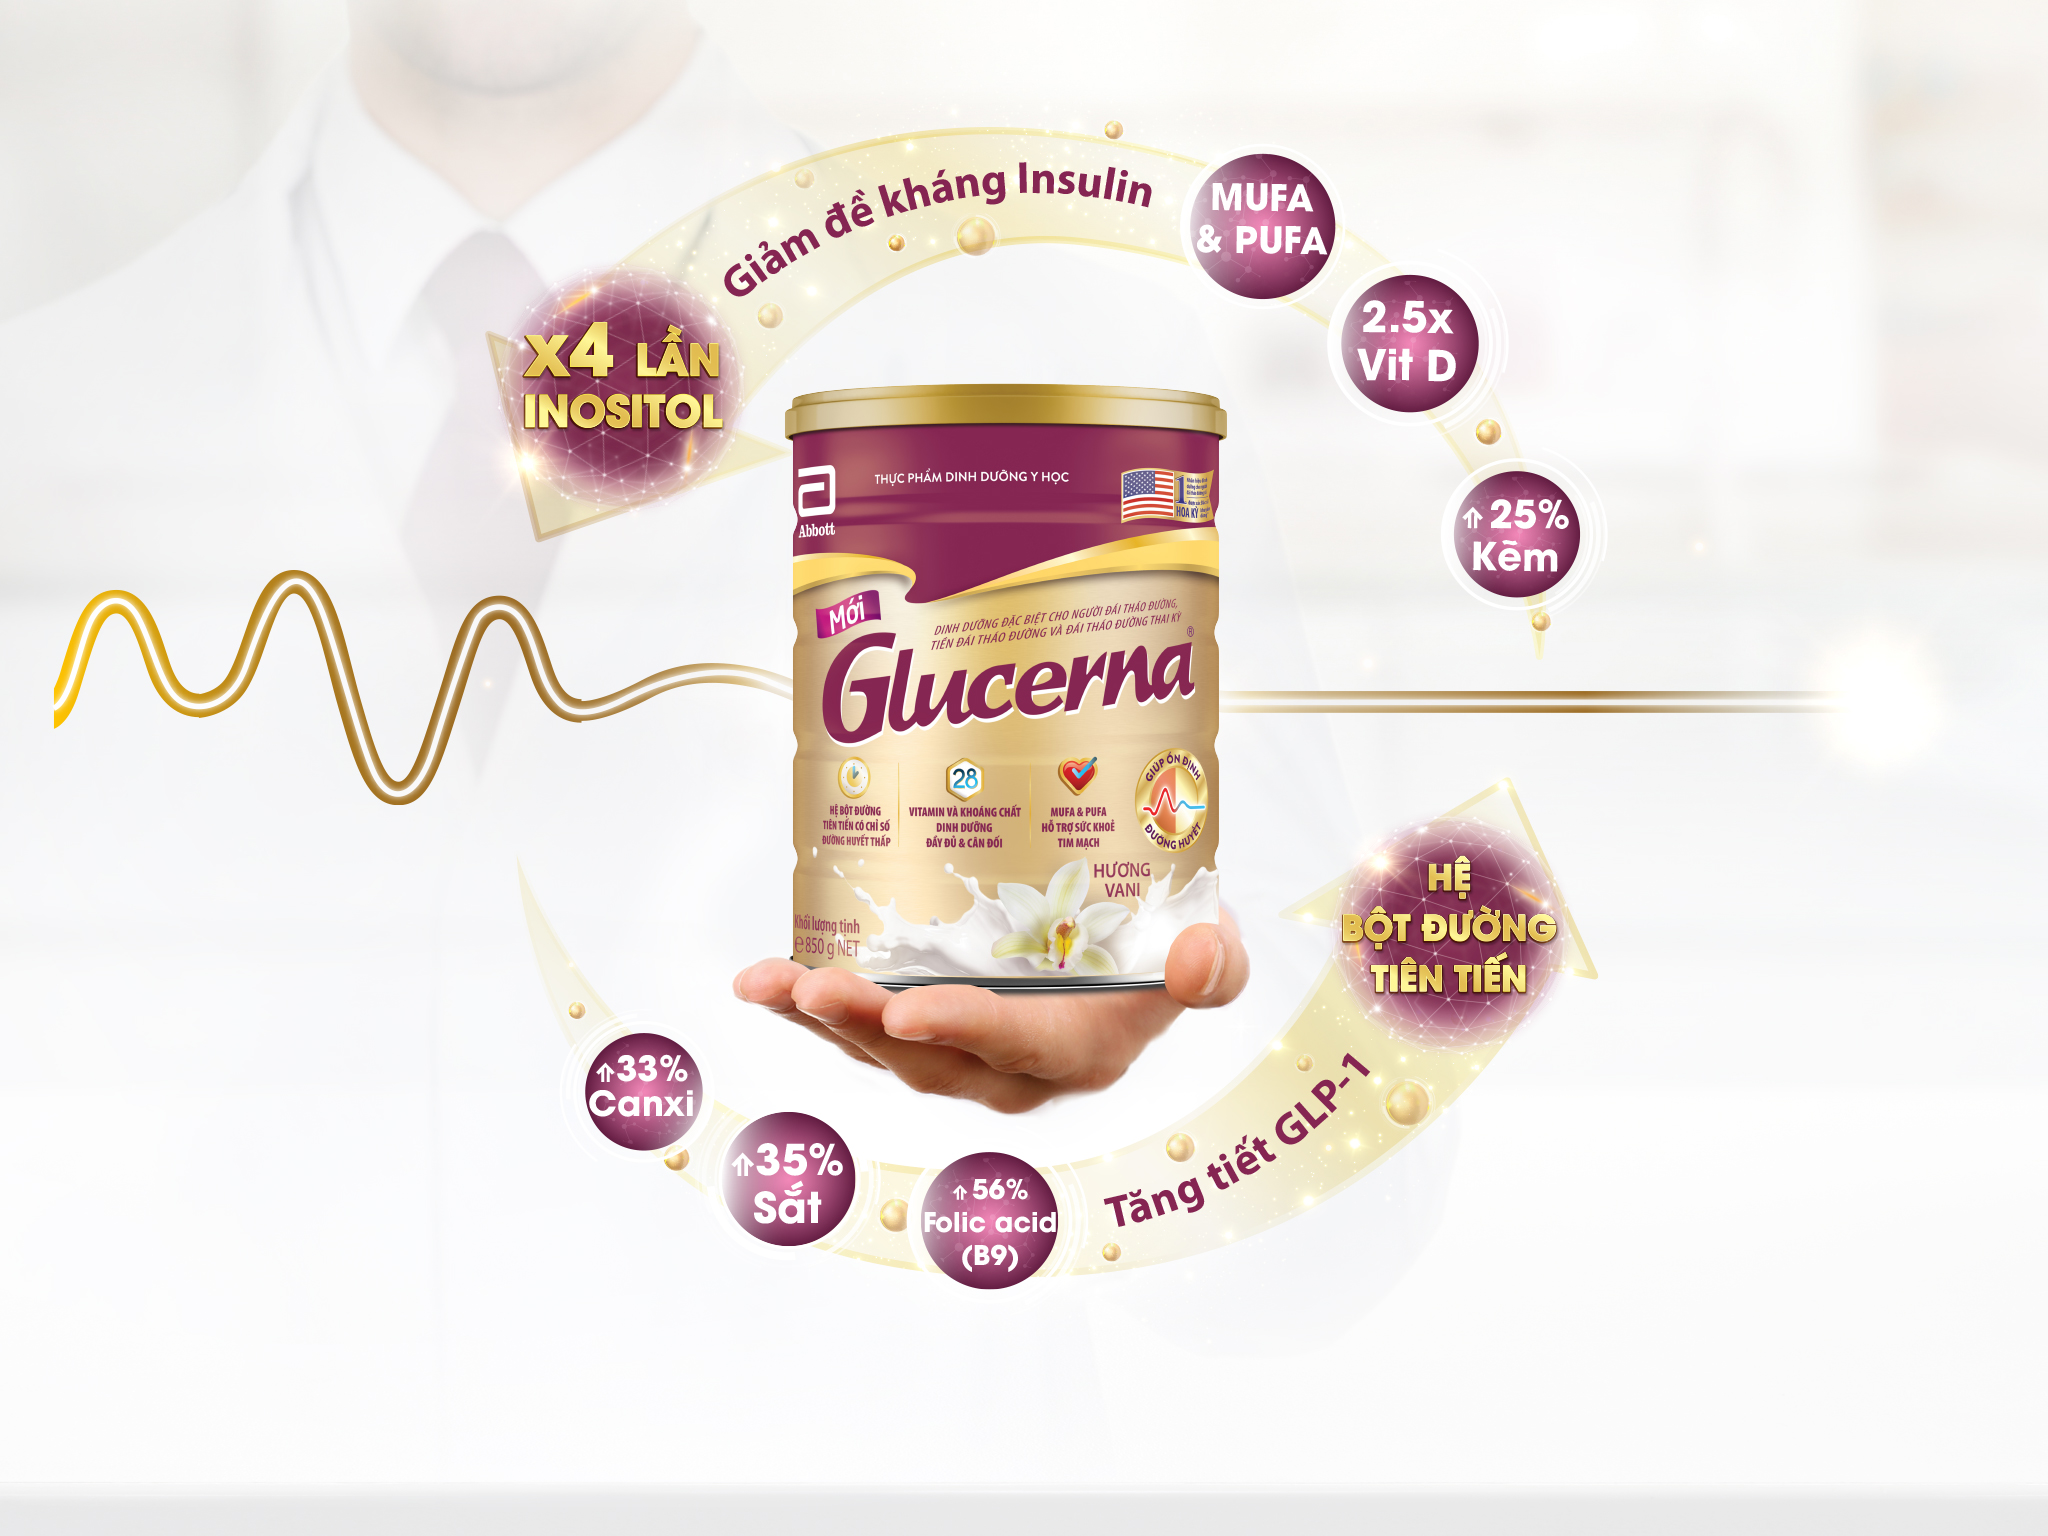 Giảm đề kháng Insulin
MUFA
& PUFA
2.5x
Vit D
⇑ 25%
Kẽm
x4 LẦN
INOSITOL
THỰC PHẨM DINH DƯỠNG Y HỌC
Abbott
1
HOA KỲ
Mới
DINH DƯỠNG ĐẶC BIỆT CHO NGƯỜI ĐÁI THÁO ĐƯỜNG,
TIỀN ĐÁI THÁO ĐƯỜNG VÀ ĐÁI THÁO ĐƯỜNG THAI KỲ
Glucerna®
HỆ BỘT ĐƯỜNG
TIÊN TIẾN CÓ CHỈ SỐ
ĐƯỜNG HUYẾT THẤP
28
VITAMIN VÀ KHOÁNG CHẤT
DINH DƯỠNG
ĐẦY ĐỦ & CÂN ĐỐI
MUFA & PUFA
HỖ TRỢ SỨC KHOẺ
TIM MẠCH
GIÚP ỔN ĐỊNH
ĐƯỜNG HUYẾT
HƯƠNG
VANI
Khối lượng tịnh
℮ 850 g NET
HỆ
BỘT ĐƯỜNG
TIÊN TIẾN
Tăng tiết GLP-1
⇑ 33%
Canxi
⇑ 35%
Sắt
⇑ 56%
Folic acid
(B9)